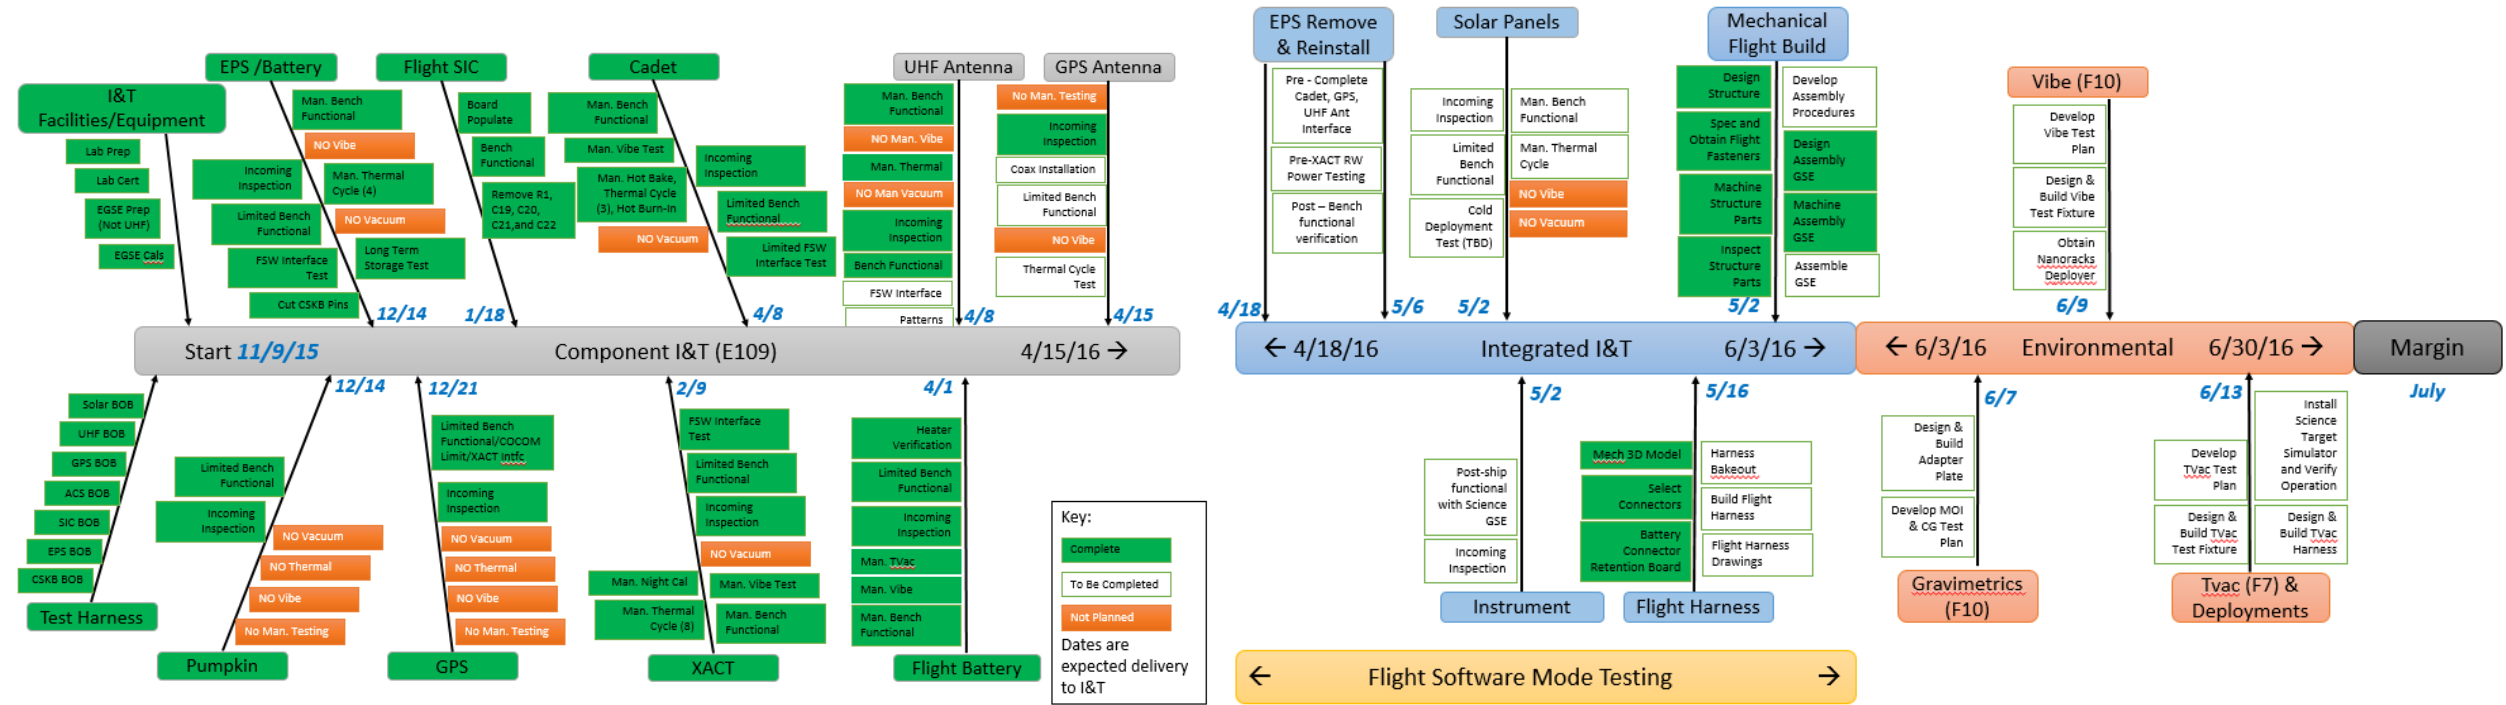 I&T
Facilities/Equipment
Lab Prep
Lab Cert
EGSE Prep
(Not UHF)
EGSE Cals
EPS /Battery
Man. Bench
Functional
NO Vibe
Incoming
Inspection
Man. Thermal
Cycle (4)
Limited Bench
Functional
NO Vacuum
FSW Interface
Test
Long Term
Storage Test
Cut CSKB Pins
12/14
Flight SIC
Board
Populate
Bench
Functional
Remove R1,
C19, C20,
C21,and C22
1/18
Cadet
Man. Bench
Functional
Man. Vibe Test
Man. Hot Bake,
Thermal Cycle
(3), Hot Burn-In
NO Vacuum
Incoming
Inspection
Limited Bench
Functional
Limited FSW
Interface Test
4/8
UHF Antenna
Man. Bench
Functional
NO Man. Vibe
Man. Thermal
NO Man Vacuum
Incoming
Inspection
Bench Functional
FSW Interface
Patterns
4/8
GPS Antenna
No Man. Testing
Incoming
Inspection
Coax Installation
Limited Bench
Functional
NO Vibe
Thermal Cycle
Test
4/15
EPS Remove
& Reinstall
Pre - Complete
Cadet, GPS,
UHF Ant
Interface
Pre-XACT RW
Power Testing
Post – Bench
functional
verification
4/18
5/6
Solar Panels
Incoming
Inspection
Limited
Bench
Functional
Cold
Deployment
Test (TBD)
Man. Bench
Functional
Man. Thermal
Cycle
NO Vibe
NO Vacuum
5/2
Mechanical
Flight Build
Design
Structure
Spec and
Obtain Flight
Fasteners
Machine
Structure
Parts
Inspect
Structure
Parts
Develop
Assembly
Procedures
Design
Assembly
GSE
Machine
Assembly
GSE
Assemble
GSE
5/2
Vibe (F10)
Develop
Vibe Test
Plan
Design &
Build Vibe
Test Fixture
Obtain
Nanoracks
Deployer
6/9
Start 11/9/15
Component I&T (E109)
4/15/16 →
← 4/18/16
Integrated I&T
6/3/16 →
← 6/3/16
Environmental
6/30/16 →
Margin
July
Solar BOB
UHF BOB
GPS BOB
ACS BOB
SIC BOB
EPS BOB
CSKB BOB
Test Harness
12/14
Limited Bench
Functional
Incoming
Inspection
NO Vacuum
NO Thermal
NO Vibe
No Man. Testing
Pumpkin
12/21
Limited Bench
Functional/COCOM
Limit/XACT Intfc
Incoming
Inspection
NO Vacuum
NO Thermal
NO Vibe
No Man. Testing
GPS
2/9
FSW Interface
Test
Limited Bench
Functional
Incoming
Inspection
NO Vacuum
Man. Night Cal
Man. Vibe Test
Man. Thermal
Cycle (8)
Man. Bench
Functional
XACT
4/1
Heater
Verification
Limited Bench
Functional
Incoming
Inspection
Man. TVac
Man. Vibe
Man. Bench
Functional
Flight Battery
Key:
Complete
To Be Completed
Not Planned
Dates are
expected delivery
to I&T
5/2
Post-ship
functional
with Science
GSE
Incoming
Inspection
Instrument
5/16
Mech 3D Model
Select
Connectors
Battery
Connector
Retention Board
Harness
Bakeout
Build Flight
Harness
Flight Harness
Drawings
Flight Harness
6/7
Design &
Build
Adapter
Plate
Develop MOI
& CG Test
Plan
Gravimetrics
(F10)
6/13
Develop
TVac Test
Plan
Design &
Build TVac
Test Fixture
Install
Science
Target
Simulator
and Verify
Operation
Design &
Build TVac
Harness
Tvac (F7) &
Deployments
← Flight Software Mode Testing →